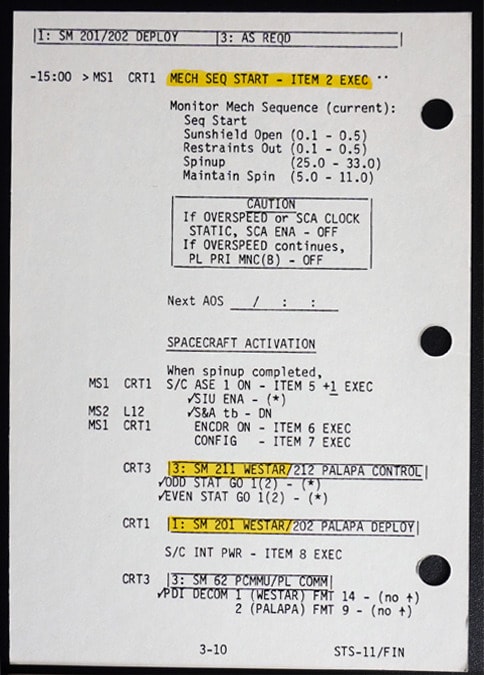 1: SM 201/202 DEPLOY 3: AS REQD
-15:00 >MS1 CRT1 MECH SEQ START - ITEM 2 EXEC ··
Monitor Mech Sequence (current):
Seq Start
Sunshield Open (0.1 - 0.5)
Restraints Out (0.1 - 0.5)
Spinup (25.0 - 33.0)
Maintain Spin (5.0 - 11.0)
CAUTION
If OVERSPEED or SCA CLOCK
STATIC, SCA ENA - OFF
If OVERSPEED continues,
PL PRI MNC(B) - OFF
Next AOS ___/__:__:__
SPACECRAFT ACTIVATION
When spinup completed,
MS1 CRT1 S/C ASE 1 ON - ITEM 5 +1 EXEC
✓SIU ENA - (*)
MS2 L12 ✓S&A tb - DN
MS1 CRT1 ENCDR ON - ITEM 6 EXEC
CONFIG - ITEM 7 EXEC
CRT3 3: SM 211 WESTAR/212 PALAPA CONTROL
✓ODD STAT GO 1(2) - (*)
✓EVEN STAT GO 1(2) - (*)
CRT1 1: SM 201 WESTAR/202 PALAPA DEPLOY
S/C INT PWR - ITEM 8 EXEC
CRT3 3: SM 62 PCMMU/PL COMM
✓PDI DECOM 1 (WESTAR) FMT 14 - (no ↑)
2 (PALAPA) FMT 9 - (no ↑)
3-10 STS-11/FIN